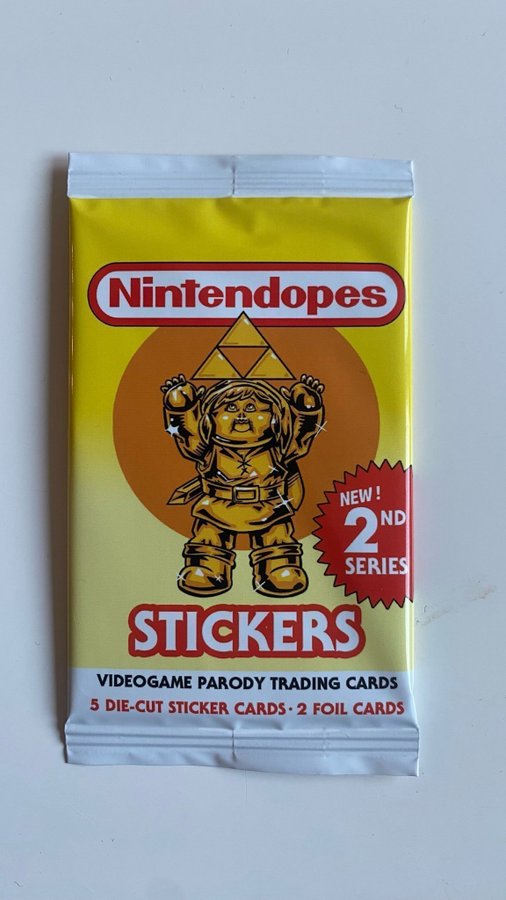 Nintendopes
NEW!
2ND
SERIES
STICKERS
VIDEOGAME PARODY TRADING CARDS
5 DIE-CUT STICKER CARDS · 2 FOIL CARDS